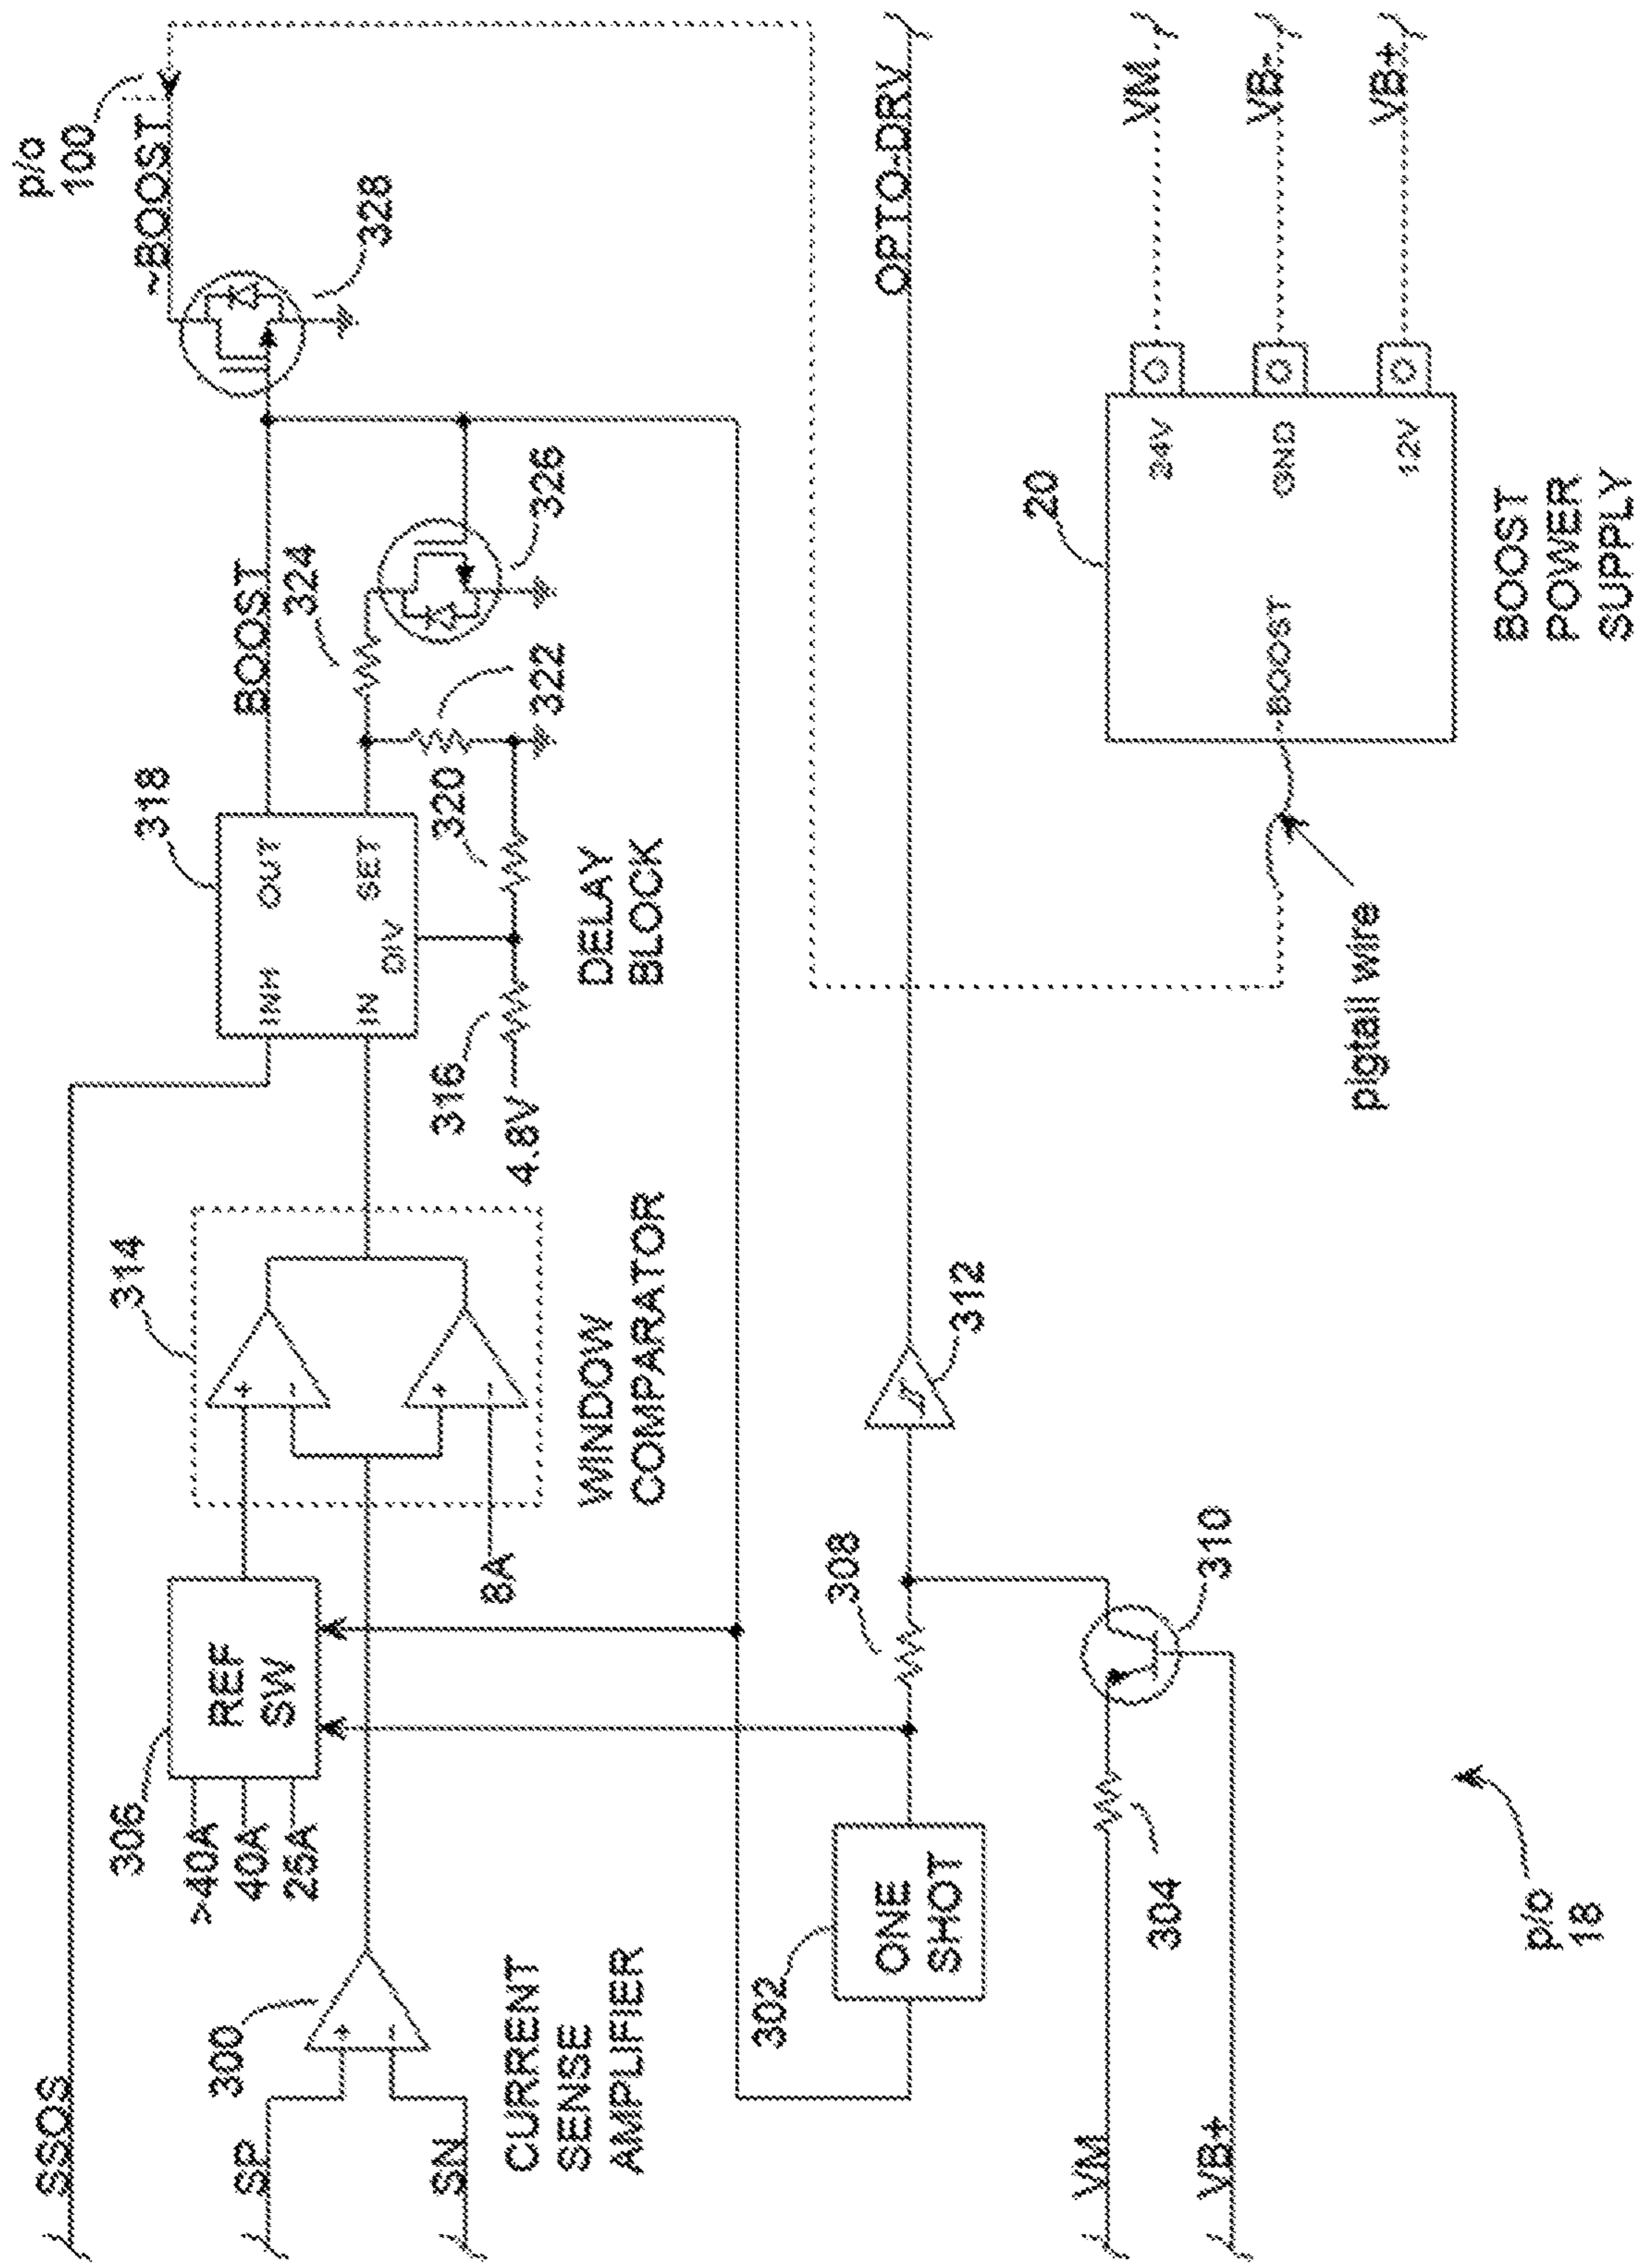 SSOS
SP
SN
300
CURRENT
SENSE
AMPLIFIER
306
>40A
40A
25A
REF
SW
8A
314
WINDOW
COMPARATOR
318
INH
OUT
IN
SET
DIV
316
4.8V
320
322
DELAY
BLOCK
BOOST
324
326
~BOOST
328
p/o
100
302
ONE
SHOT
308
312
OPTO-DRV
VM
VB+
304
310
p/o
18
pigtail wire
20
BOOST
24V
GND
12V
BOOST
POWER
SUPPLY
VM
VB-
VB+